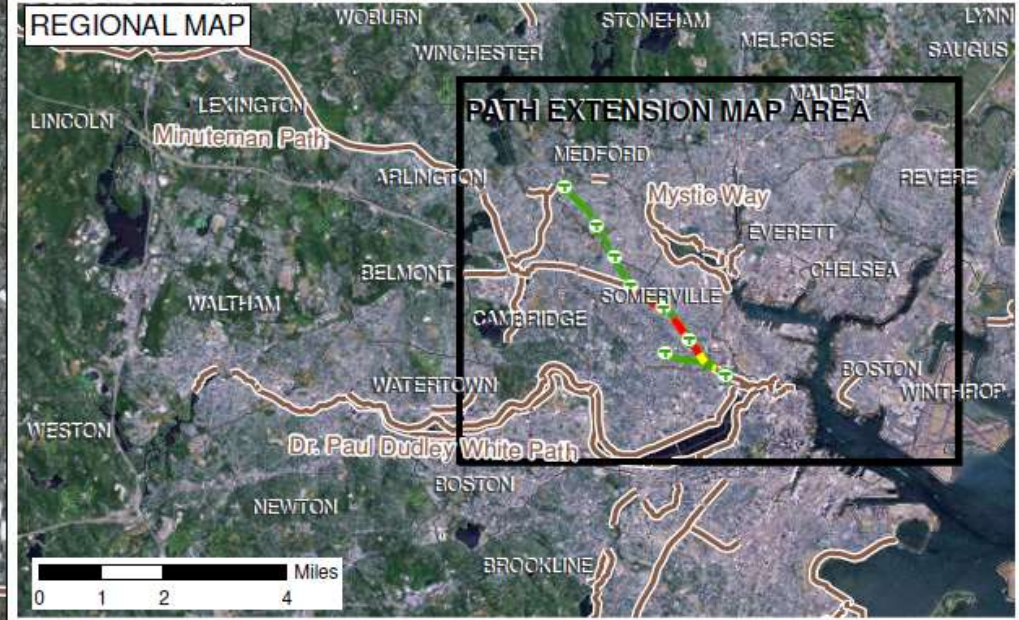 REGIONAL MAP
WOBURN
STONEHAM
LYNN
WINCHESTER
MELROSE
SAUGUS
MALDEN
LEXINGTON
PATH EXTENSION MAP AREA
LINCOLN
Minuteman Path
MEDFORD
ARLINGTON
REVERE
Mystic Way
EVERETT
BELMONT
CHELSEA
WALTHAM
SOMERVILLE
CAMBRIDGE
WATERTOWN
BOSTON
WINTHROP
WESTON
Dr. Paul Dudley White Path
BOSTON
NEWTON
BROOKLINE
Miles
0 1 2 4
T
T
T
T
T
T
T
T